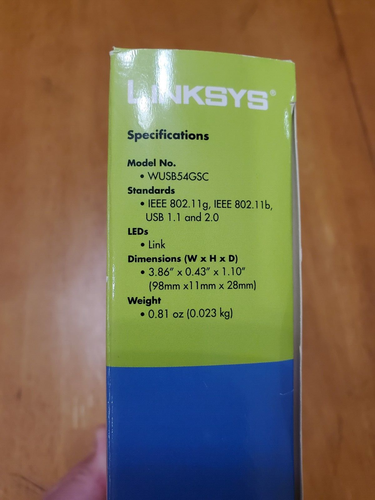 LINKSYS®
Specifications
Model No.
• WUSB54GSC
Standards
• IEEE 802.11g, IEEE 802.11b,
USB 1.1 and 2.0
LEDs
• Link
Dimensions (W x H x D)
• 3.86" x 0.43" x 1.10"
(98mm x11mm x 28mm)
Weight
• 0.81 oz (0.023 kg)